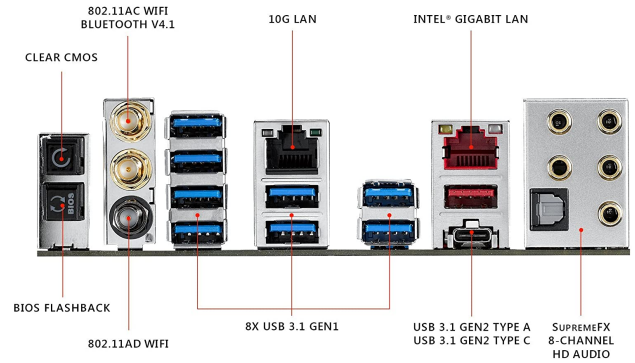 802.11AC WIFI
BLUETOOTH V4.1
10G LAN
INTEL® GIGABIT LAN
CLEAR CMOS
BIOS
BIOS FLASHBACK
802.11AD WIFI
8X USB 3.1 GEN1
USB 3.1 GEN2 TYPE A
USB 3.1 GEN2 TYPE C
SUPREMEFX
8-CHANNEL
HD AUDIO